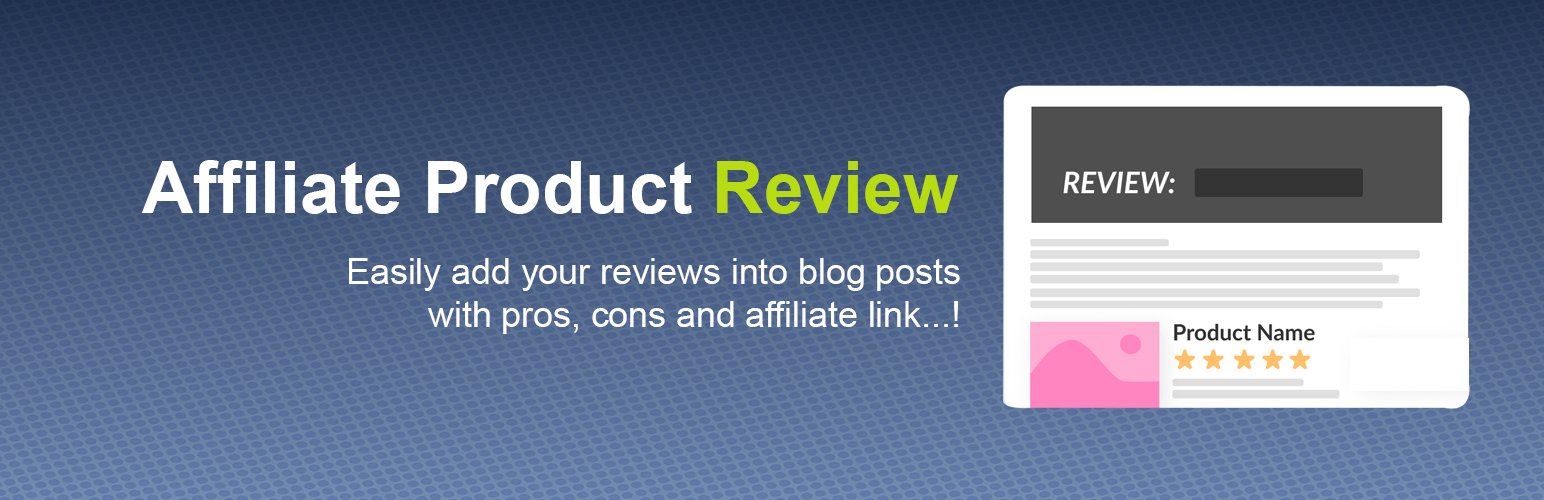 Affiliate Product Review
Easily add your reviews into blog posts
with pros, cons and affiliate link...!
REVIEW:
Product Name